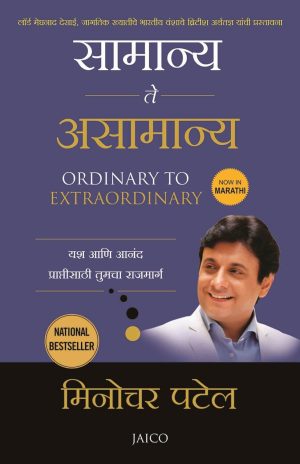 लॉर्ड मेघनाद देसाई, जागतिक ख्यातीचे भारतीय वंशाचे ब्रिटीश अर्थतज्ञ यांची प्रस्तावना
सामान्य
ते
असामान्य
ORDINARY TO
EXTRAORDINARY
NOW IN
MARATHI
यश आणि आनंद
प्राप्तीसाठी तुमचा राजमार्ग
NATIONAL
BESTSELLER
मिनोचर पटेल
JAICO